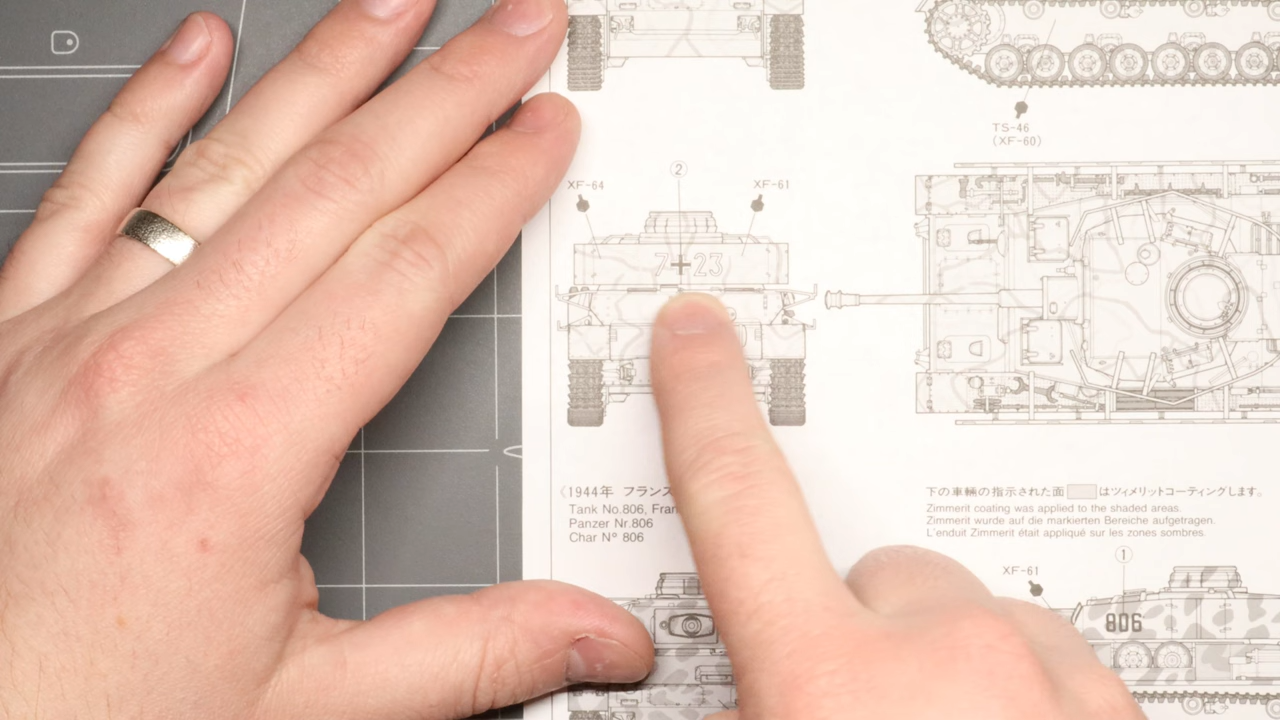 TS-46
(XF-60)
②
XF-64
XF-61
7 23
《1944年 フランス
Tank No.806, Fran
Panzer Nr.806
Char N° 806
下の車輛の指示された面 はツィメリットコーティングします。
Zimmerit coating was applied to the shaded areas.
Zimmerit wurde auf die markierten Bereiche aufgetragen.
L'enduit Zimmerit était appliqué sur les zones sombres.
①
XF-61
806